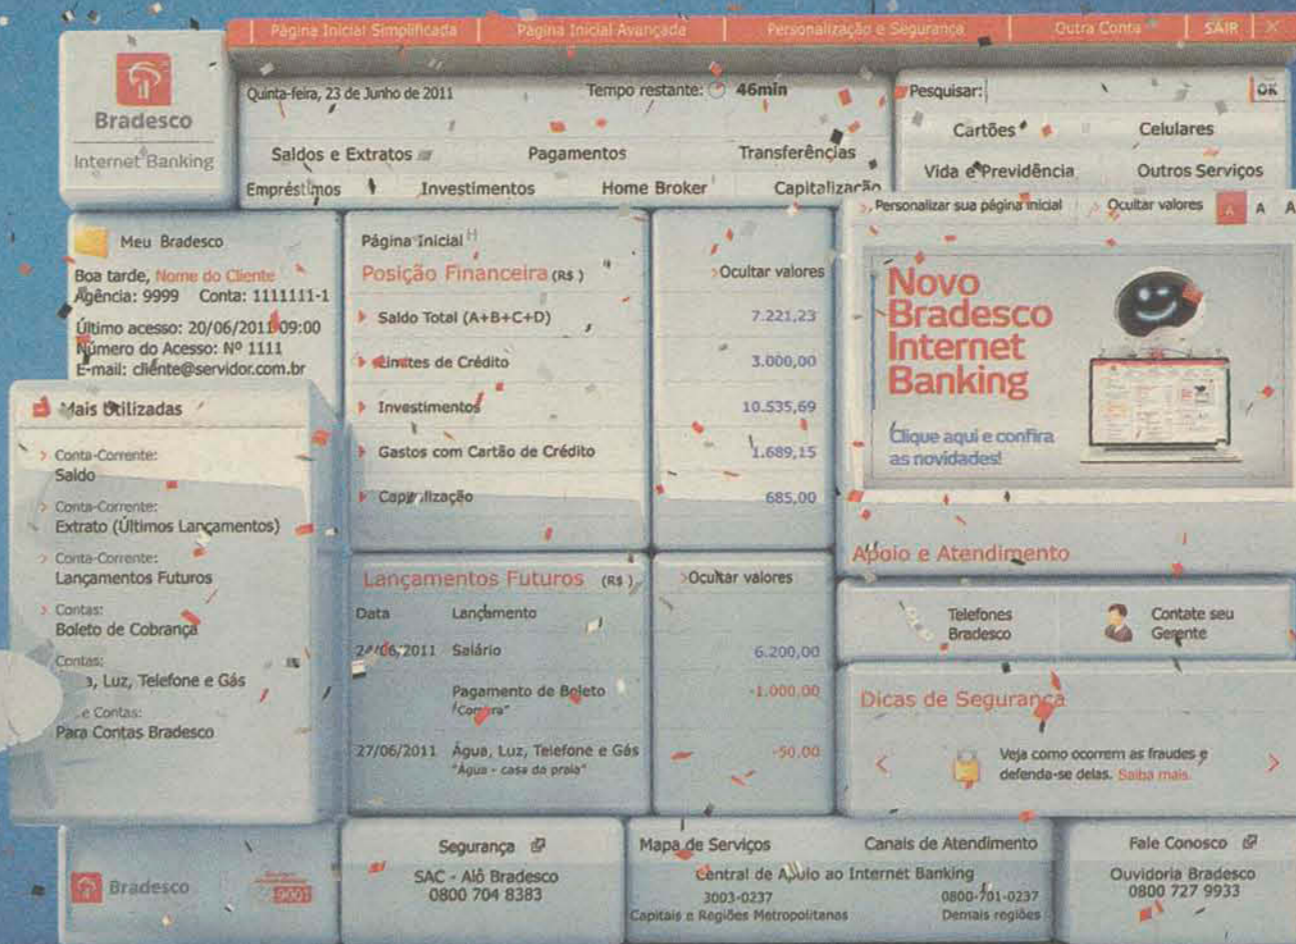 Página Inicial Simplificada
Página Inicial Avançada
Personalização e Segurança
Outra Conta
SAIR
X
Bradesco
Internet Banking
Quinta-feira, 23 de Junho de 2011
Tempo restante: 46min
Saldos e Extratos
Pagamentos
Transferências
Empréstimos
Investimentos
Home Broker
Capitalização
Pesquisar:
OK
Cartões
Celulares
Vida e Previdência
Outros Serviços
Meu Bradesco
Boa tarde, Nome do Cliente
Agência: 9999 Conta: 1111111-1
Último acesso: 20/06/2011 09:00
Número do Acesso: Nº 1111
E-mail: cliente@servidor.com.br
Mais Utilizadas
Conta-Corrente:
Saldo
Conta-Corrente:
Extrato (Últimos Lançamentos)
Conta-Corrente:
Lançamentos Futuros
Contas:
Boleto de Cobrança
Contas:
Luz, Telefone e Gás
e Contas:
Para Contas Bradesco
Página Inicial
Posição Financeira (R$ )
Ocultar valores
Saldo Total (A+B+C+D) 7.221,23
Limites de Crédito 3.000,00
Investimentos 10.535,69
Gastos com Cartão de Crédito 1.689,15
Capitalização 685,00
Lançamentos Futuros (R$ )
Ocultar valores
Data Lançamento
24/06/2011 Salário 6.200,00
Pagamento de Boleto -1.000,00
"Compra"
27/06/2011 Água, Luz, Telefone e Gás -50,00
"Água - casa da praia"
Personalizar sua página inicial
Ocultar valores
A A A
Novo
Bradesco
Internet
Banking
Clique aqui e confira
as novidades!
Apoio e Atendimento
Telefones
Bradesco
Contate seu
Gerente
Dicas de Segurança
Veja como ocorrem as fraudes e
defenda-se delas. Saiba mais.
Bradesco
9001
Segurança
SAC - Alô Bradesco
0800 704 8383
Mapa de Serviços
Canais de Atendimento
Central de Apoio ao Internet Banking
3003-0237
Capitais e Regiões Metropolitanas
0800-701-0237
Demais regiões
Fale Conosco
Ouvidoria Bradesco
0800 727 9933